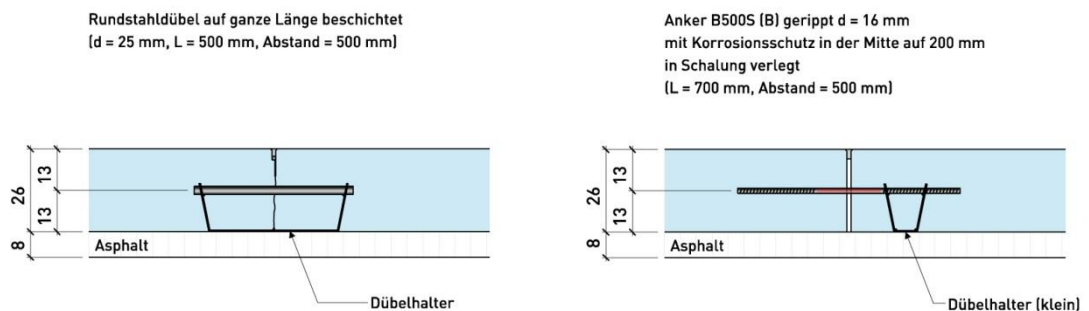 Rundstahldübel auf ganze Länge beschichtet
(d = 25 mm, L = 500 mm, Abstand = 500 mm)
26
13
13
8
Asphalt
Dübelhalter
Anker B500S (B) gerippt d = 16 mm
mit Korrosionsschutz in der Mitte auf 200 mm
in Schalung verlegt
(L = 700 mm, Abstand = 500 mm)
26
13
13
8
Asphalt
Dübelhalter (klein)